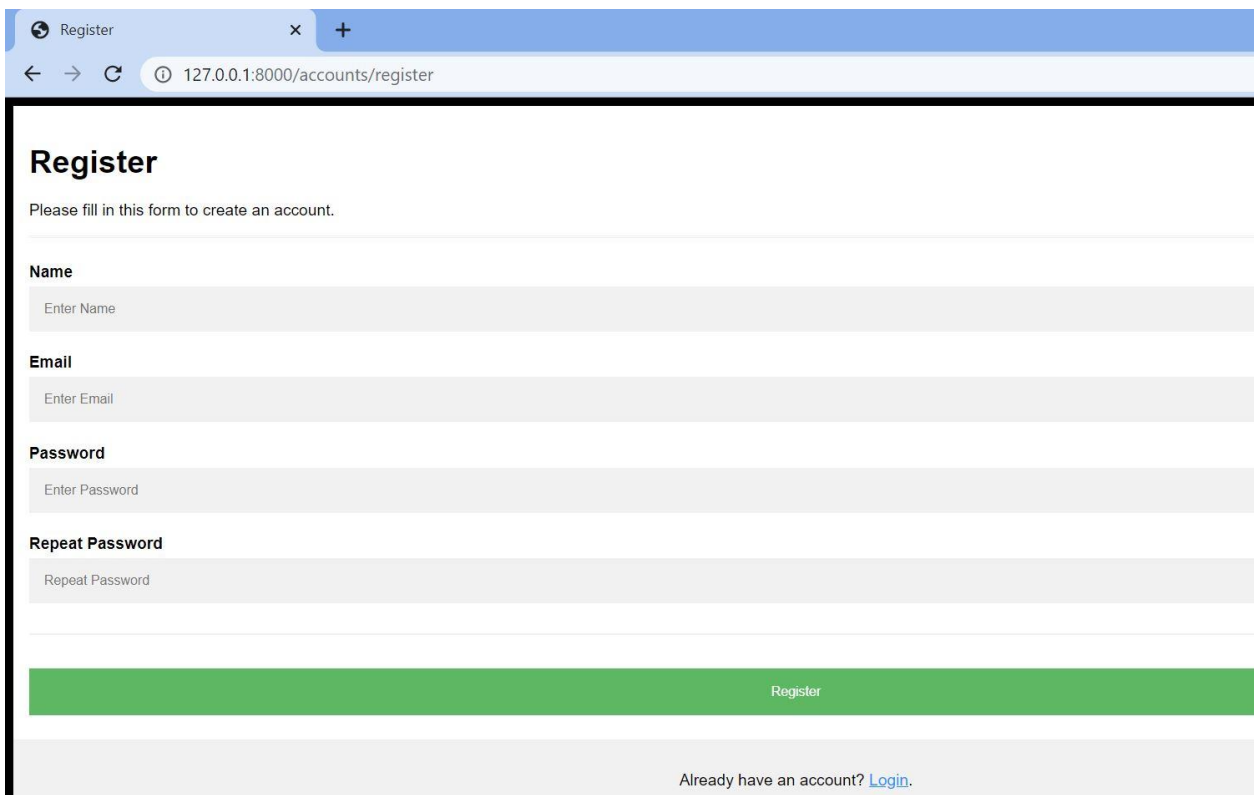 Register
127.0.0.1:8000/accounts/register
Register
Please fill in this form to create an account.
Name
Enter Name
Email
Enter Email
Password
Enter Password
Repeat Password
Repeat Password
Register
Already have an account? Login.